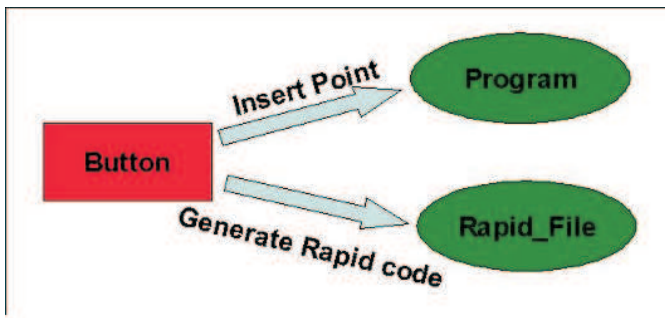 Insert Point
Program
Button
Generate Rapid code
Rapid_File